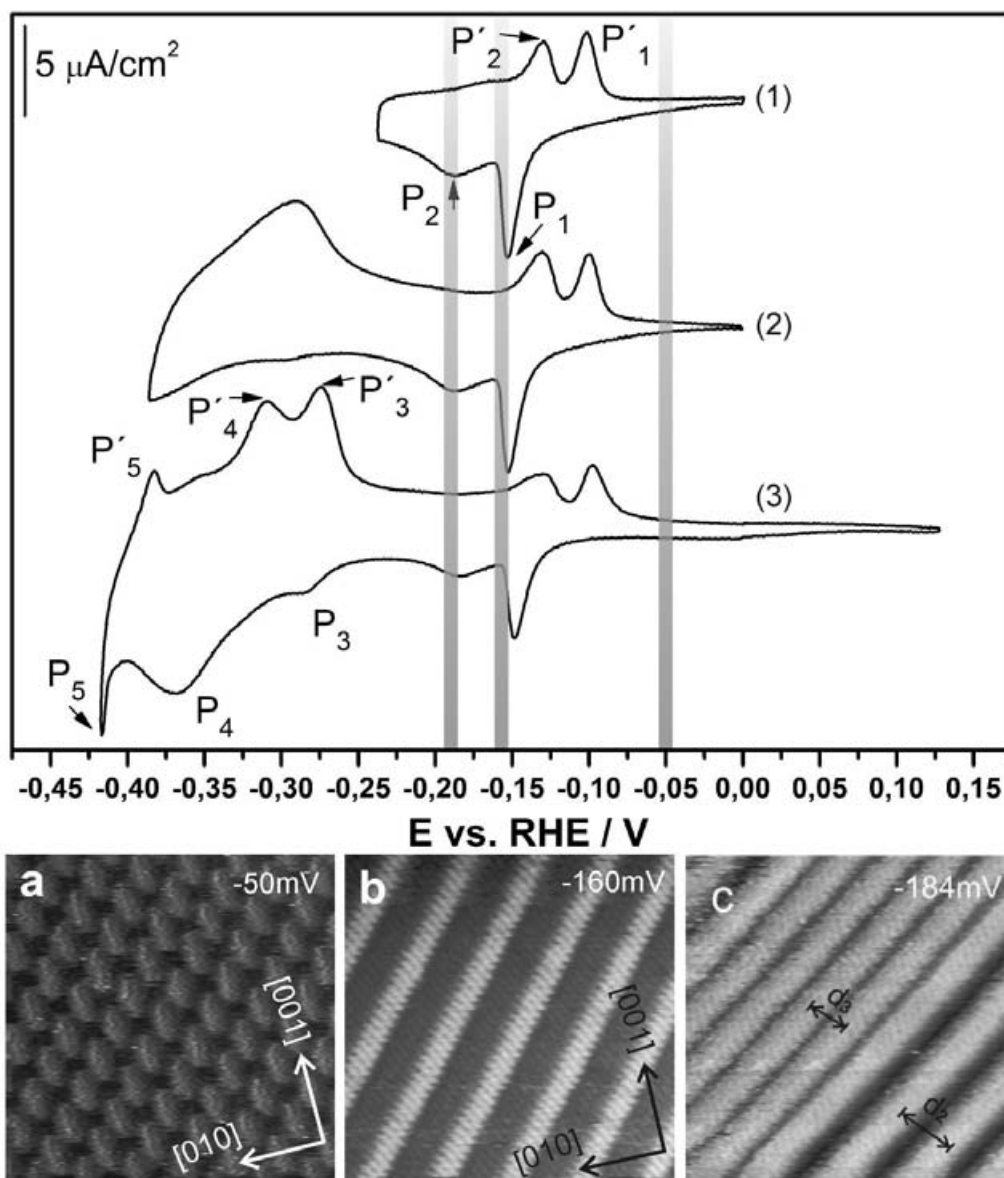 5 μA/cm²
P´₂
P´₁
(1)
P₂
P₁
(2)
P´₄
P´₃
P´₅
(3)
P₃
P₅
P₄
-0,45 -0,40 -0,35 -0,30 -0,25 -0,20 -0,15 -0,10 -0,05 0,00 0,05 0,10 0,15
E vs. RHE / V
a -50mV
[001]
[010]
b -160mV
[001]
[010]
c -184mV
d₃
d₂